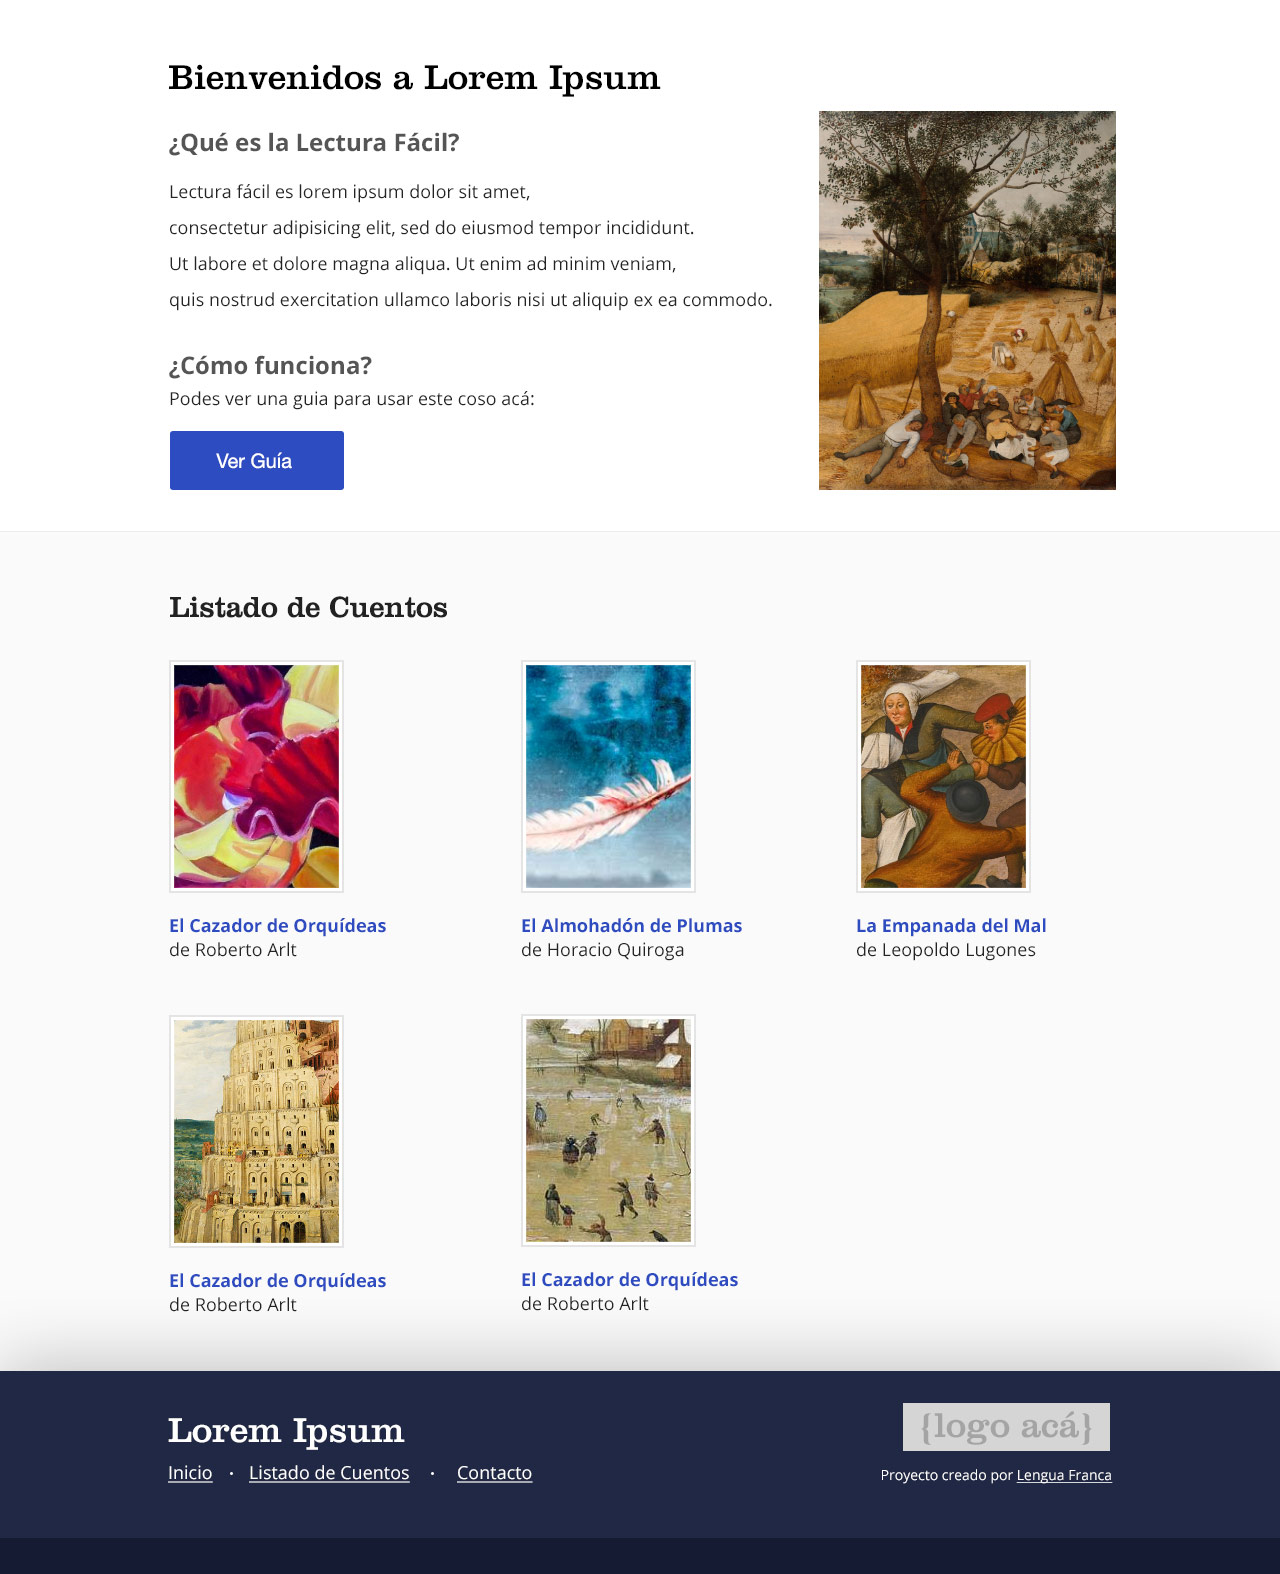 Bienvenidos a Lorem Ipsum
¿Qué es la Lectura Fácil?
Lectura fácil es lorem ipsum dolor sit amet,
consectetur adipisicing elit, sed do eiusmod tempor incididunt.
Ut labore et dolore magna aliqua. Ut enim ad minim veniam,
quis nostrud exercitation ullamco laboris nisi ut aliquip ex ea commodo.
¿Cómo funciona?
Podes ver una guia para usar este coso acá:
Ver Guía
Listado de Cuentos
El Cazador de Orquídeas
de Roberto Arlt
El Almohadón de Plumas
de Horacio Quiroga
La Empanada del Mal
de Leopoldo Lugones
El Cazador de Orquídeas
de Roberto Arlt
El Cazador de Orquídeas
de Roberto Arlt
Lorem Ipsum
Inicio • Listado de Cuentos • Contacto
{logo acá}
Proyecto creado por Lengua Franca